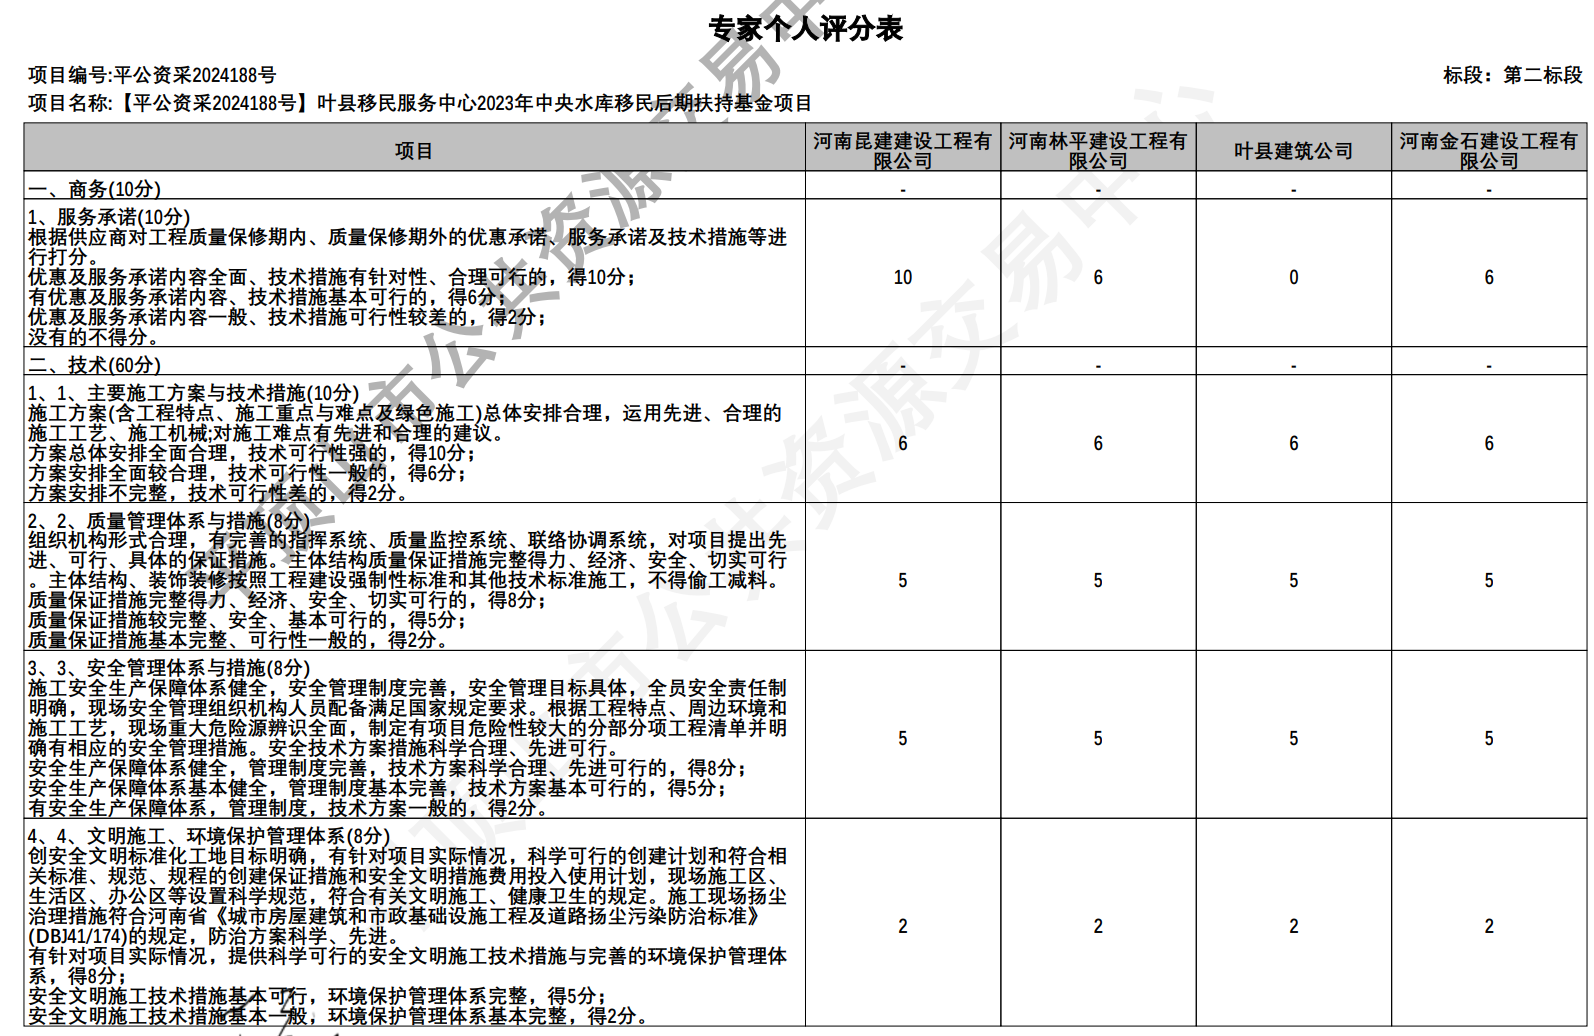 专家个人评分表
项目编号:平公资采2024188号
标段：第二标段
项目名称:【平公资采2024188号】叶县移民服务中心2023年中央水库移民后期扶持基金项目
项目
河南昆建建设工程有
限公司
河南林平建设工程有
限公司
叶县建筑公司
河南金石建设工程有
限公司
一、商务(10分)
-
-
-
-
1、服务承诺(10分)
根据供应商对工程质量保修期内、质量保修期外的优惠承诺、服务承诺及技术措施等进
行打分。
优惠及服务承诺内容全面、技术措施有针对性、合理可行的，得10分；
有优惠及服务承诺内容、技术措施基本可行的，得6分；
优惠及服务承诺内容一般、技术措施可行性较差的，得2分；
没有的不得分。
10
6
0
6
二、技术(60分)
-
-
-
-
1、1、主要施工方案与技术措施(10分)
施工方案(含工程特点、施工重点与难点及绿色施工)总体安排合理，运用先进、合理的
施工工艺、施工机械;对施工难点有先进和合理的建议。
方案总体安排全面合理，技术可行性强的，得10分；
方案安排全面较合理，技术可行性一般的，得6分；
方案安排不完整，技术可行性差的，得2分。
6
6
6
6
2、2、质量管理体系与措施(8分)
组织机构形式合理，有完善的指挥系统、质量监控系统、联络协调系统，对项目提出先
进、可行、具体的保证措施。主体结构质量保证措施完整得力、经济、安全、切实可行
。主体结构、装饰装修按照工程建设强制性标准和其他技术标准施工，不得偷工减料。
质量保证措施完整得力、经济、安全、切实可行的，得8分；
质量保证措施较完整、安全、基本可行的，得5分；
质量保证措施基本完整、可行性一般的，得2分。
5
5
5
5
3、3、安全管理体系与措施(8分)
施工安全生产保障体系健全，安全管理制度完善，安全管理目标具体，全员安全责任制
明确，现场安全管理组织机构人员配备满足国家规定要求。根据工程特点、周边环境和
施工工艺，现场重大危险源辨识全面，制定有项目危险性较大的分部分项工程清单并明
确有相应的安全管理措施。安全技术方案措施科学合理、先进可行。
安全生产保障体系健全，管理制度完善，技术方案科学合理、先进可行的，得8分；
安全生产保障体系基本健全，管理制度基本完善，技术方案基本可行的，得5分；
有安全生产保障体系，管理制度，技术方案一般的，得2分。
5
5
5
5
4、4、文明施工、环境保护管理体系(8分)
创安全文明标准化工地目标明确，有针对项目实际情况，科学可行的创建计划和符合相
关标准、规范、规程的创建保证措施和安全文明措施费用投入使用计划，现场施工区、
生活区、办公区等设置科学规范，符合有关文明施工、健康卫生的规定。施工现场扬尘
治理措施符合河南省《城市房屋建筑和市政基础设施工程及道路扬尘污染防治标准》
(DBJ41/174)的规定，防治方案科学、先进。
有针对项目实际情况，提供科学可行的安全文明施工技术措施与完善的环境保护管理体
系，得8分；
安全文明施工技术措施基本可行，环境保护管理体系完整，得5分；
安全文明施工技术措施基本一般，环境保护管理体系基本完整，得2分。
2
2
2
2
平顶山市公共资源交易中
顶山市公共资源交易中心